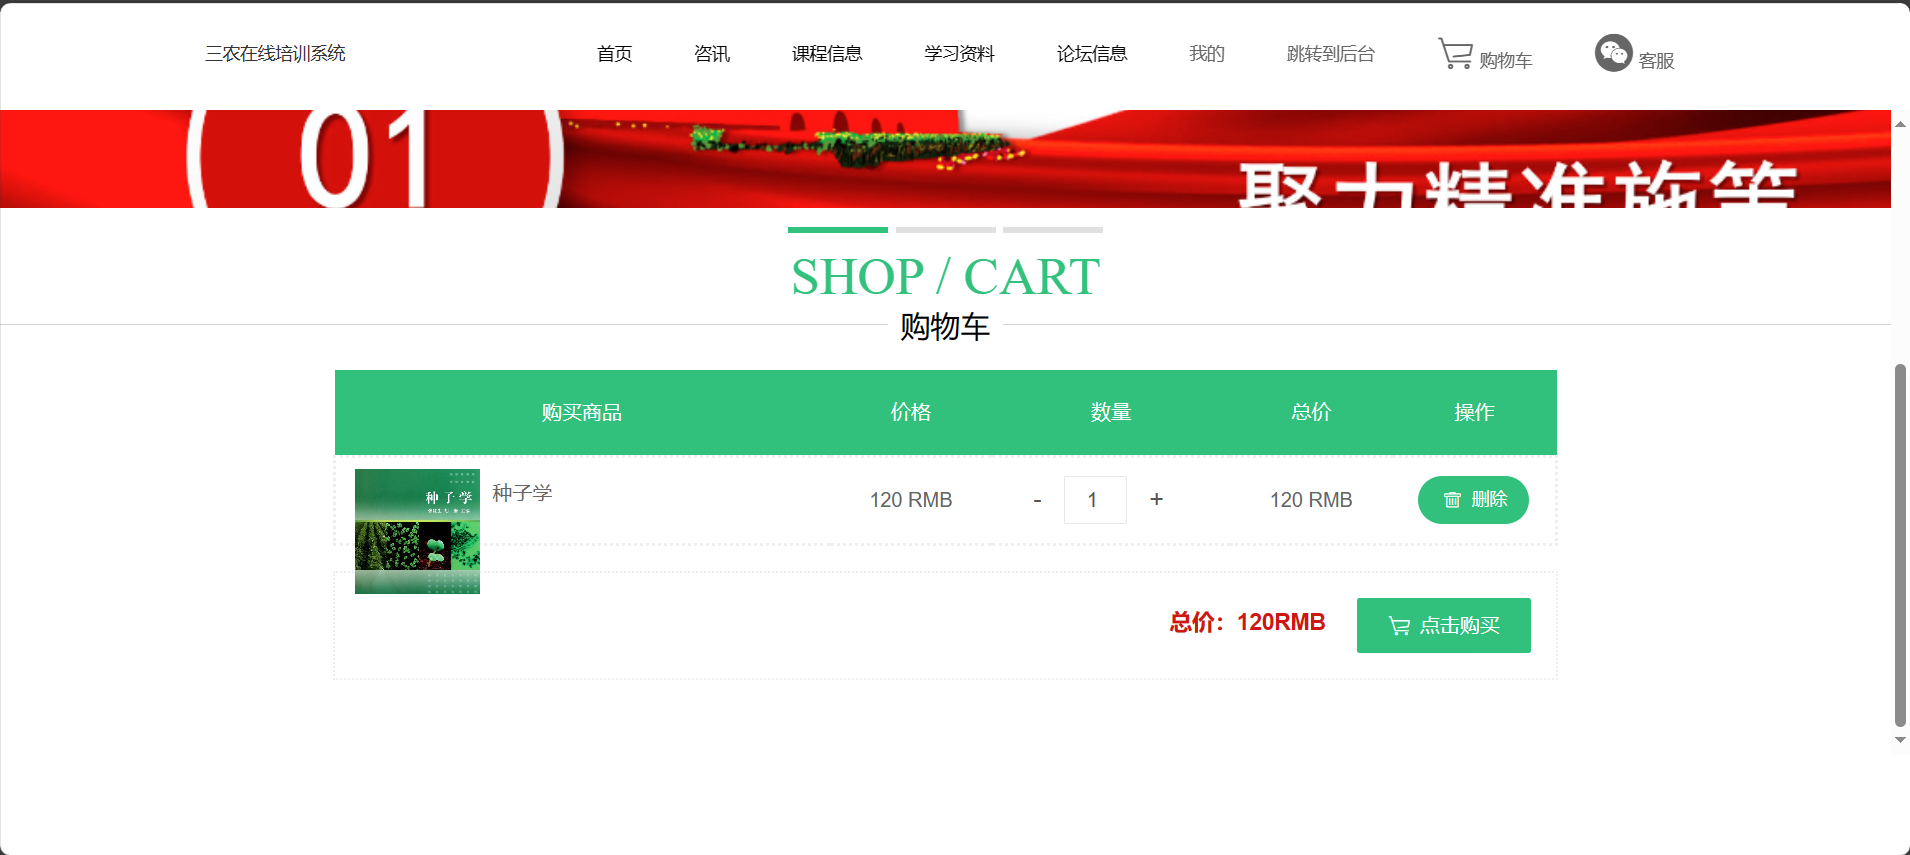 三农在线培训系统 首页 咨讯 课程信息 学习资料 论坛信息 我的 跳转到后台 购物车 客服
01
聚力精准施策
SHOP / CART
购物车
购买商品 价格 数量 总价 操作
种子学
种子学 120 RMB - 1 + 120 RMB 删除
总价：120RMB 点击购买